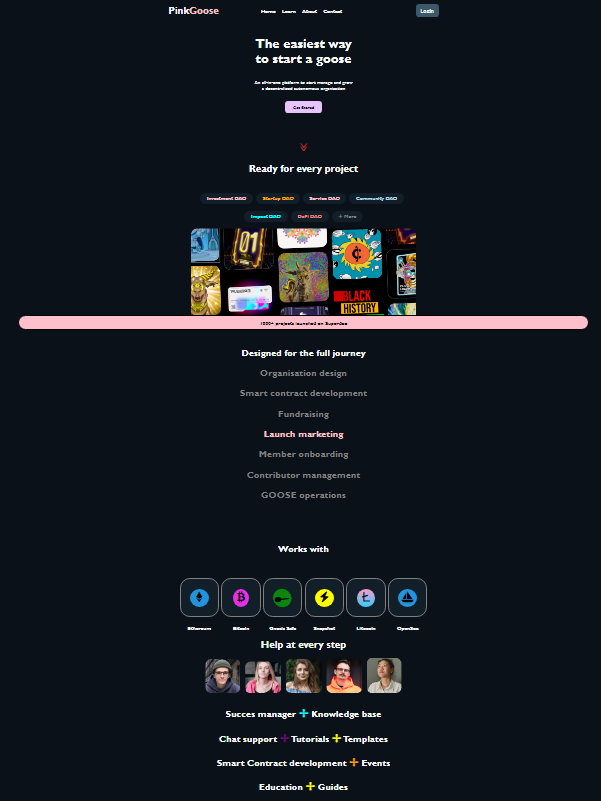 PinkGoose
Home Learn About Contact
Login
The easiest way
to start a goose
An all-in-one platform to start manage and grow
a decentralized autonomous organization
Get Started
Ready for every project
Investment DAO Startup DAO Service DAO Community DAO
Impact DAO DeFi DAO + More
01
BLACK
HISTORY
1000+ projects launched on SuperDao
Designed for the full journey
Organisation design
Smart contract development
Fundraising
Launch marketing
Member onboarding
Contributor management
GOOSE operations
Works with
Ethereum Bitcoin Gnosis Safe Snapshot Litecoin OpenSea
Help at every step
Succes manager + Knowledge base
Chat support + Tutorials + Templates
Smart Contract development + Events
Education + Guides